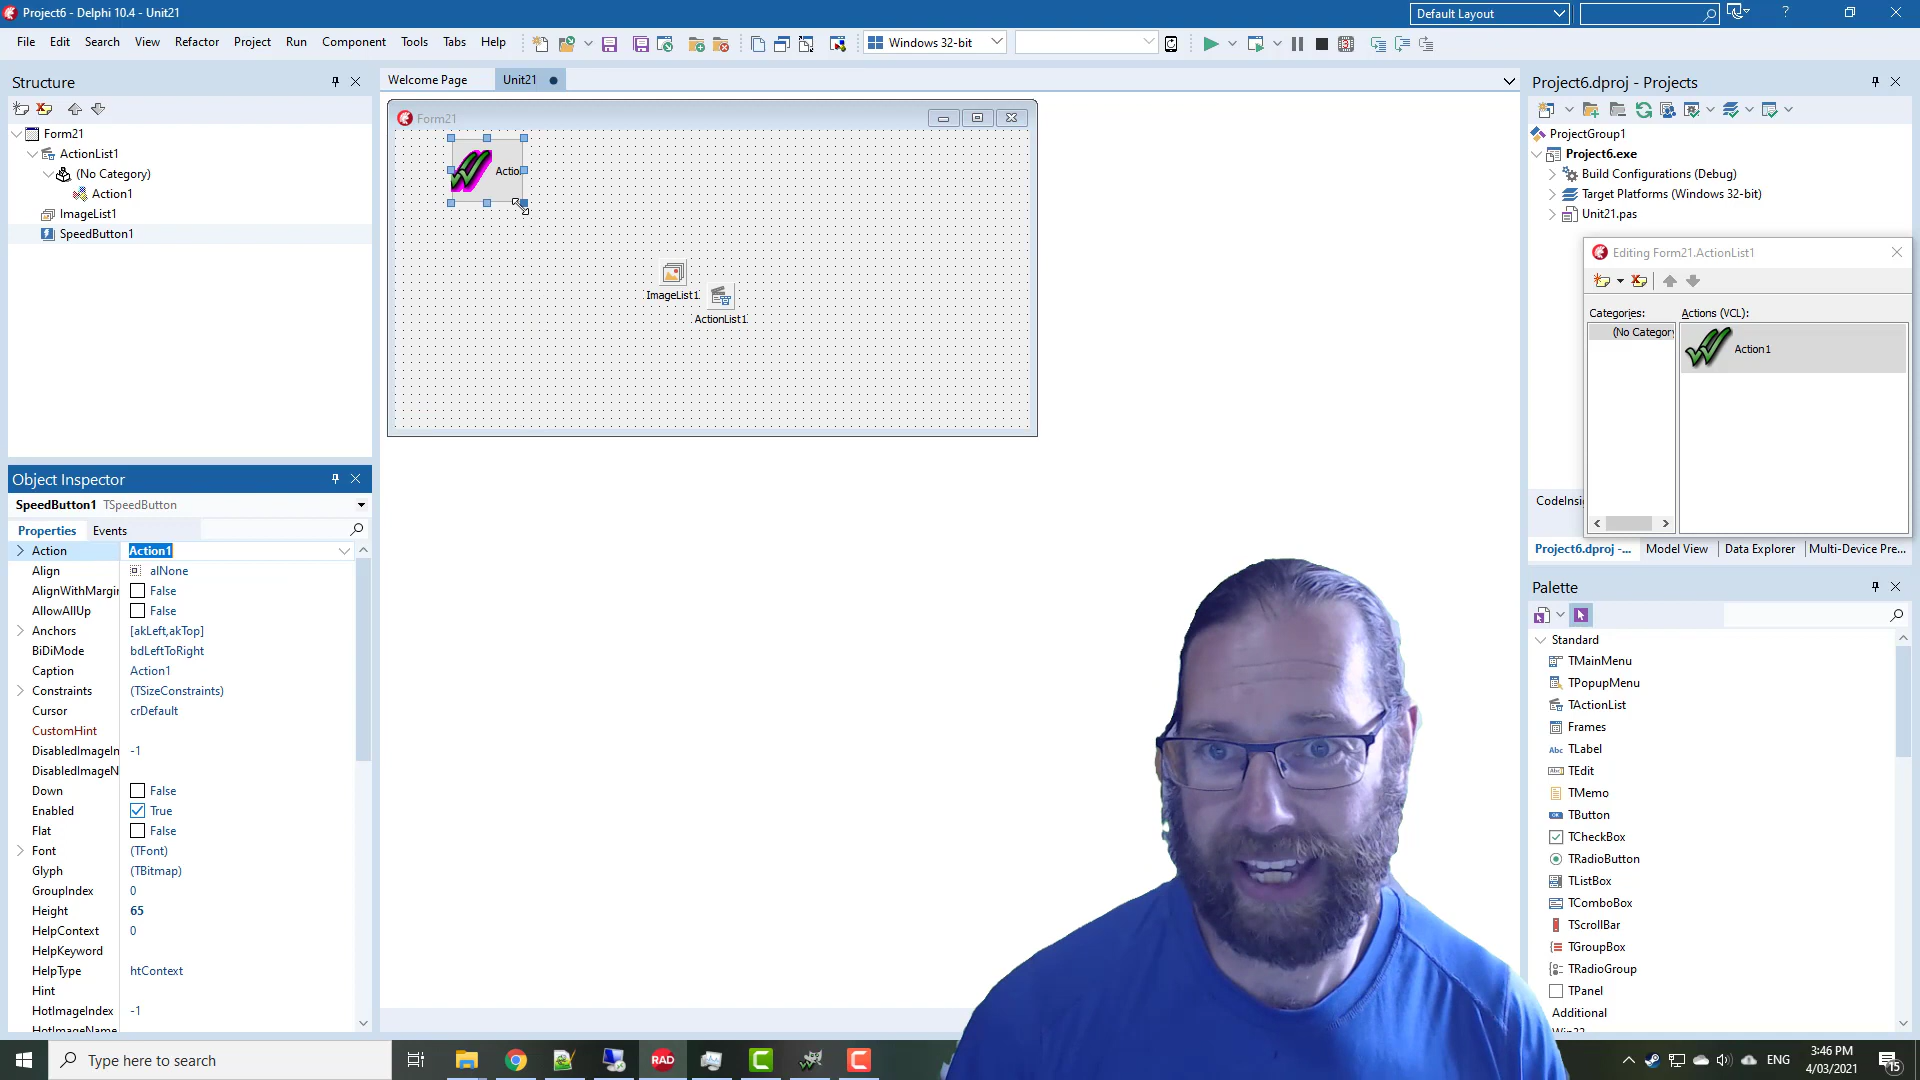 Project6 - Delphi 10.4 - Unit21
Default Layout
File Edit Search View Refactor Project Run Component Tools Tabs Help
Windows 32-bit
Structure
Form21
ActionList1
(No Category)
Action1
ImageList1
SpeedButton1
Welcome Page
Unit21
Form21
Actio
ImageList1
ActionList1
Project6.dproj - Projects
ProjectGroup1
Project6.exe
Build Configurations (Debug)
Target Platforms (Windows 32-bit)
Unit21.pas
Editing Form21.ActionList1
Categories:
Actions (VCL):
(No Categor
Action1
CodeInsi
Project6.dproj -...
Model View
Data Explorer
Multi-Device Pre...
Object Inspector
SpeedButton1 TSpeedButton
Properties
Events
Action Action1
Align alNone
AlignWithMargin False
AllowAllUp False
Anchors [akLeft,akTop]
BiDiMode bdLeftToRight
Caption Action1
Constraints (TSizeConstraints)
Cursor crDefault
CustomHint
DisabledImageIn -1
DisabledImageN
Down False
Enabled True
Flat False
Font (TFont)
Glyph (TBitmap)
GroupIndex 0
Height 65
HelpContext 0
HelpKeyword
HelpType htContext
Hint
HotImageIndex -1
HotImageName
Palette
Standard
TMainMenu
TPopupMenu
TActionList
Frames
Abc TLabel
TEdit
TMemo
TButton
TCheckBox
TRadioButton
TListBox
TComboBox
TScrollBar
TGroupBox
TRadioGroup
TPanel
Additional
Type here to search
RAD
ENG
3:46 PM
4/03/2021
15